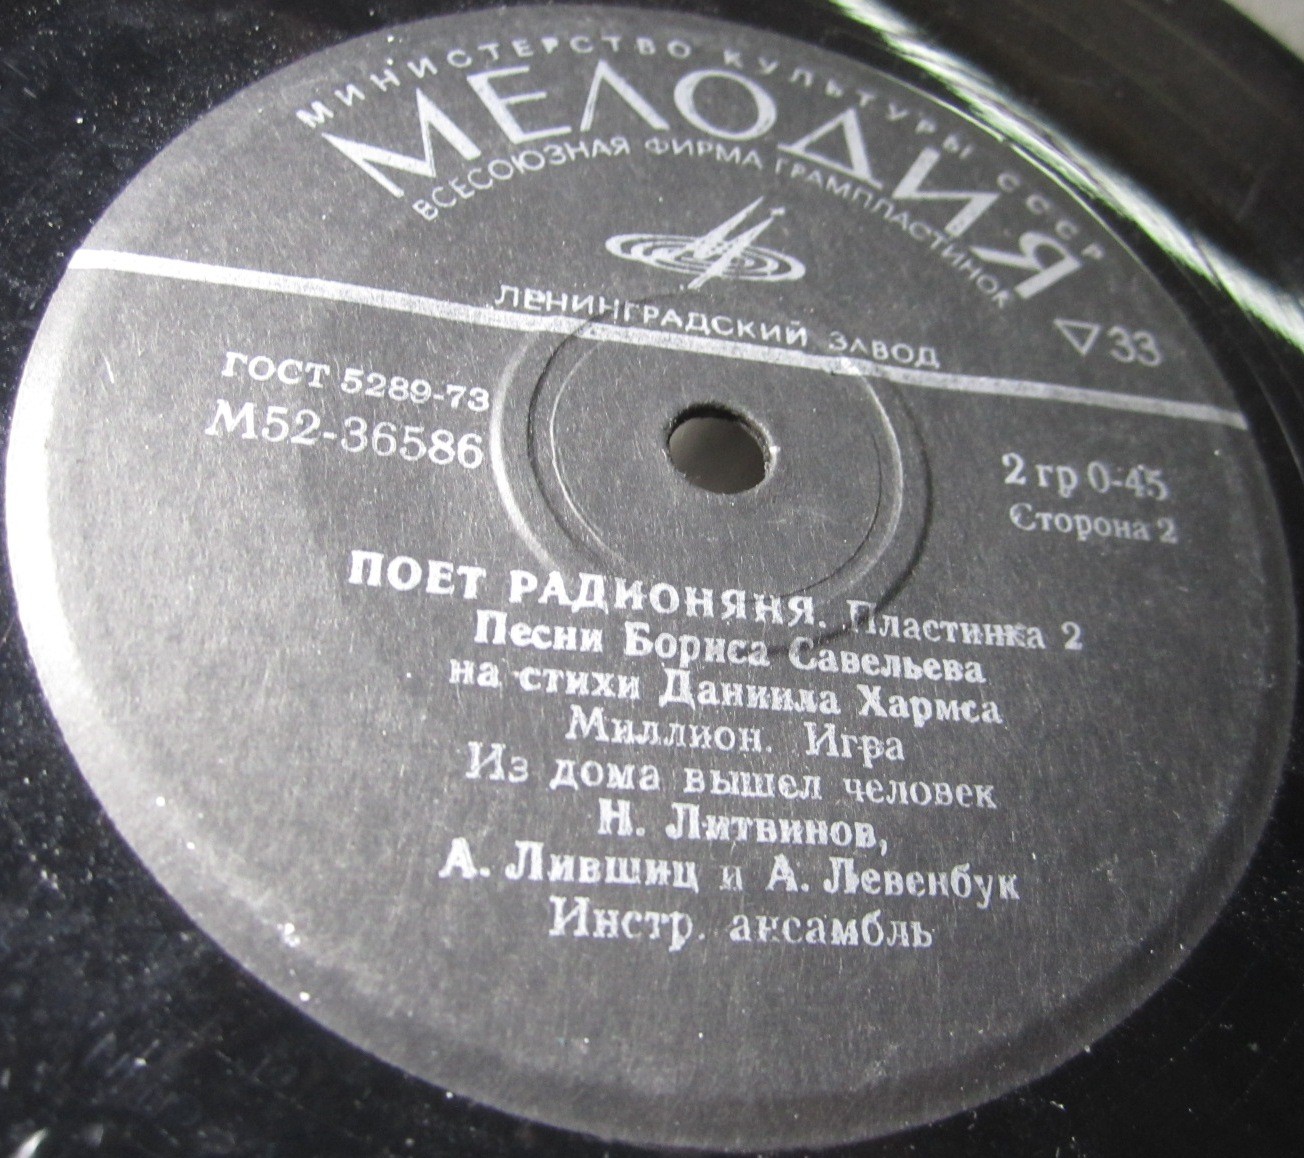 МИНИСТЕРСТВО КУЛЬТУРЫ СССР
МЕЛОДИЯ
ВСЕСОЮЗНАЯ ФИРМА ГРАМПЛАСТИНОК
ЛЕНИНГРАДСКИЙ ЗАВОД
▽33
ГОСТ 5289-73
М52-36586
2 гр 0-45
Сторона 2
ПОЕТ РАДИОНЯНЯ. Пластинка 2
Песни Бориса Савельева
на стихи Даниила Хармса
Миллион. Игра
Из дома вышел человек
Н. Литвинов,
А. Лившиц и А. Левенбук
Инстр. ансамбль